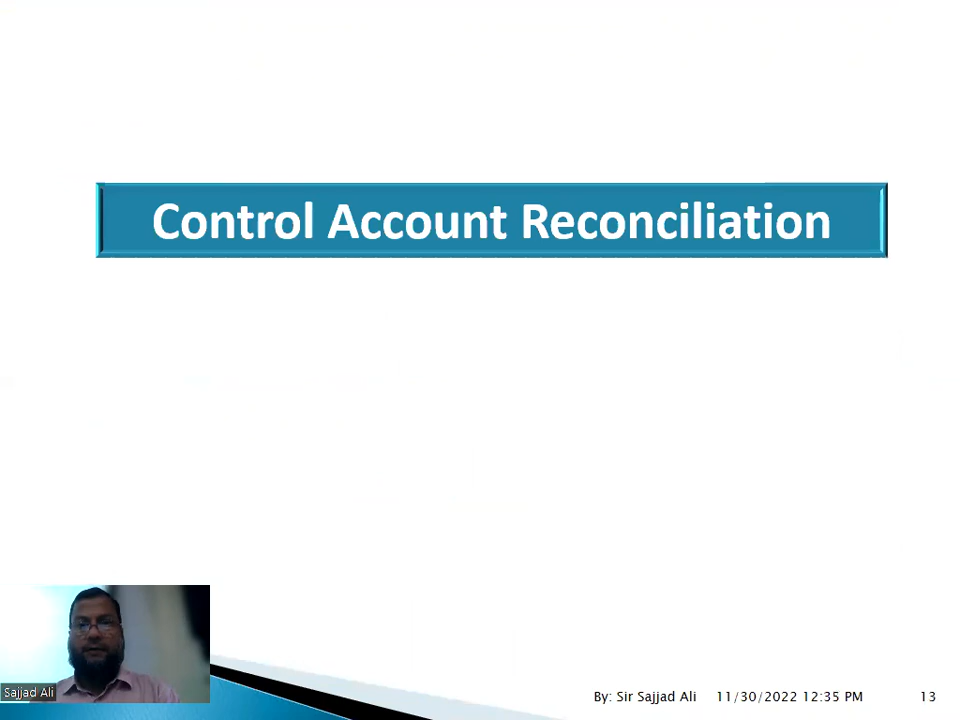 Control Account Reconciliation
Sajjad Ali
By: Sir Sajjad Ali 11/30/2022 12:35 PM 13